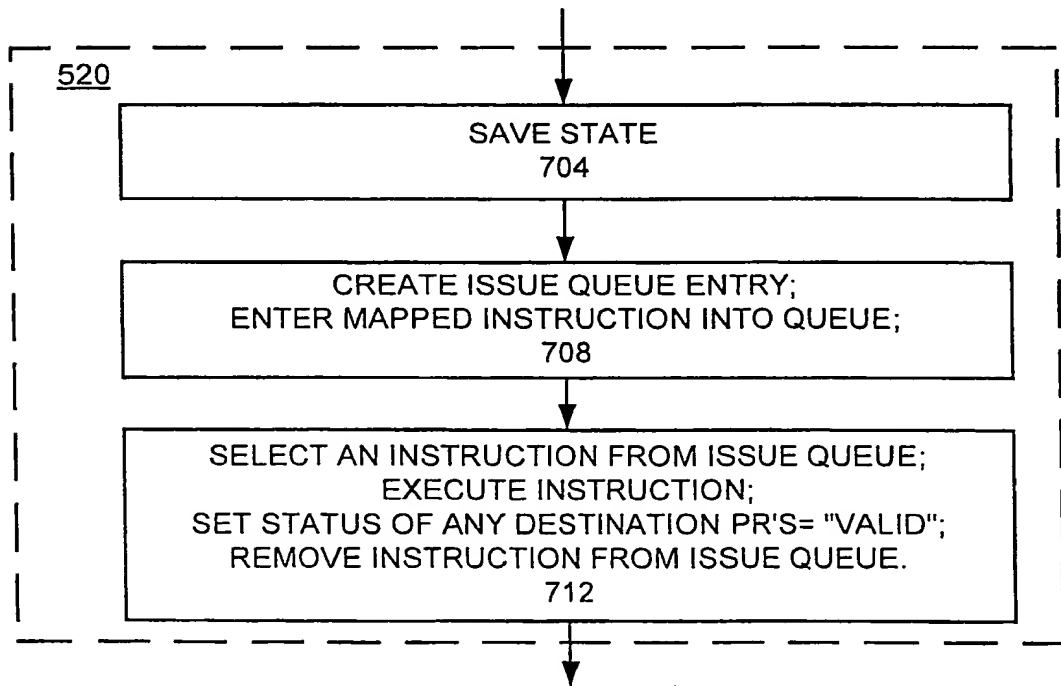 520
SAVE STATE
704
CREATE ISSUE QUEUE ENTRY;
ENTER MAPPED INSTRUCTION INTO QUEUE;
708
SELECT AN INSTRUCTION FROM ISSUE QUEUE;
EXECUTE INSTRUCTION;
SET STATUS OF ANY DESTINATION PR'S= "VALID";
REMOVE INSTRUCTION FROM ISSUE QUEUE.
712